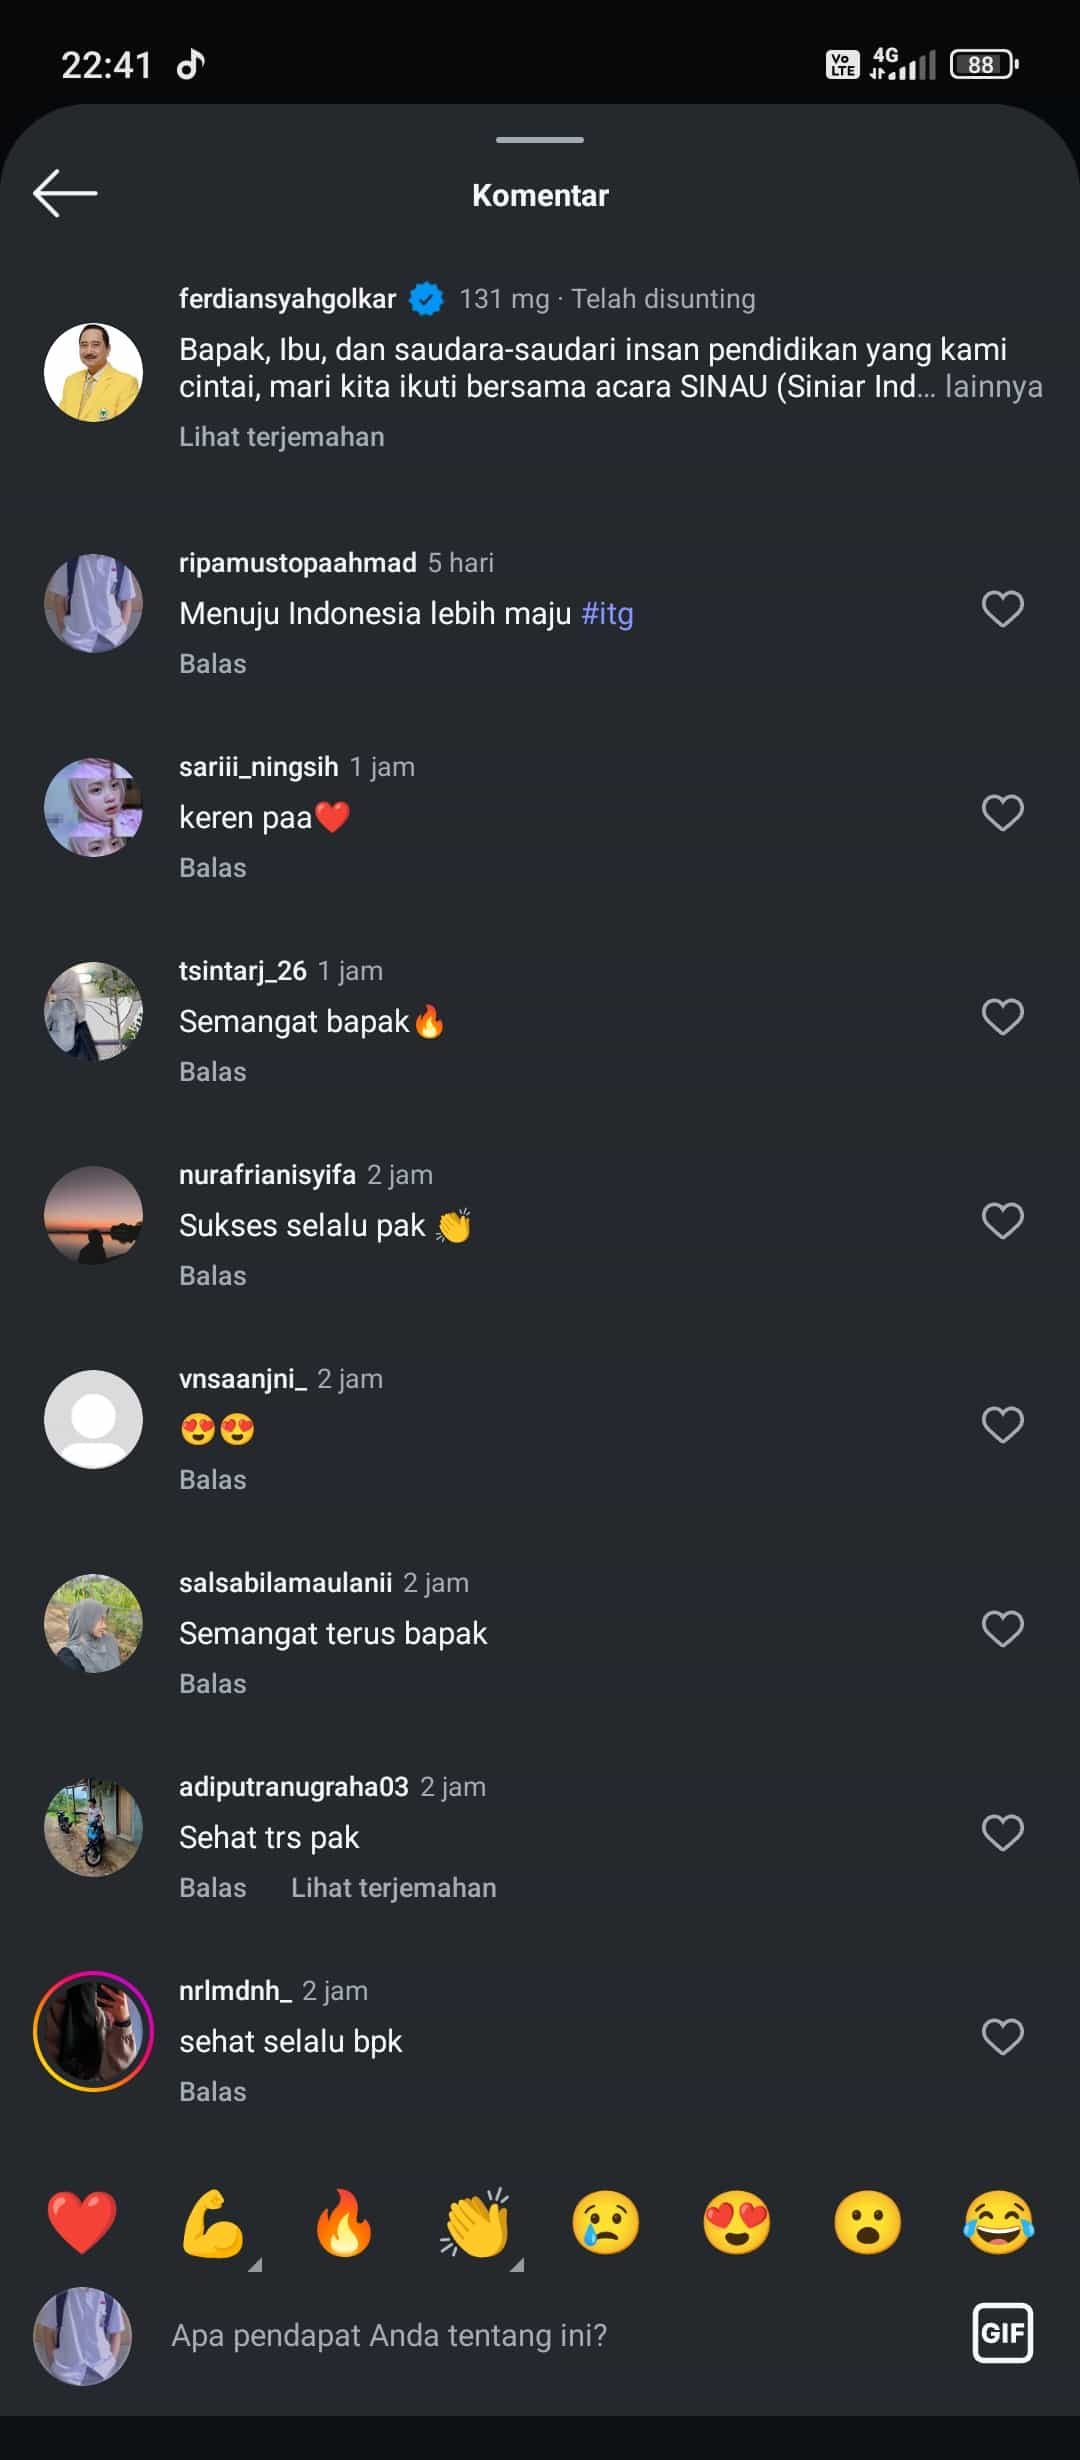 22:41
Vo LTE 4G 88
Komentar
ferdiansyahgolkar 131 mg · Telah disunting
Bapak, Ibu, dan saudara-saudari insan pendidikan yang kami
cintai, mari kita ikuti bersama acara SINAU (Siniar Ind... lainnya
Lihat terjemahan
ripamustopaahmad 5 hari
Menuju Indonesia lebih maju #itg
Balas
sariii_ningsih 1 jam
keren paa❤️
Balas
tsintarj_26 1 jam
Semangat bapak🔥
Balas
nurafrianisyifa 2 jam
Sukses selalu pak 👏
Balas
vnsaanjni_ 2 jam
😍😍
Balas
salsabilamaulanii 2 jam
Semangat terus bapak
Balas
adiputranugraha03 2 jam
Sehat trs pak
Balas Lihat terjemahan
nrlmdnh_ 2 jam
sehat selalu bpk
Balas
❤️ 💪 🔥 👏 😢 😍 😮 😂
Apa pendapat Anda tentang ini? GIF